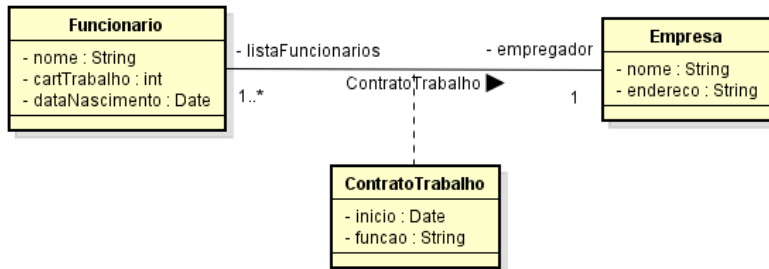 Funcionario
- nome : String
- cartTrabalho : int
- dataNascimento : Date
- listaFuncionarios
- empregador
1..*
ContratoTrabalho
1
Empresa
- nome : String
- endereco : String
ContratoTrabalho
- inicio : Date
- funcao : String